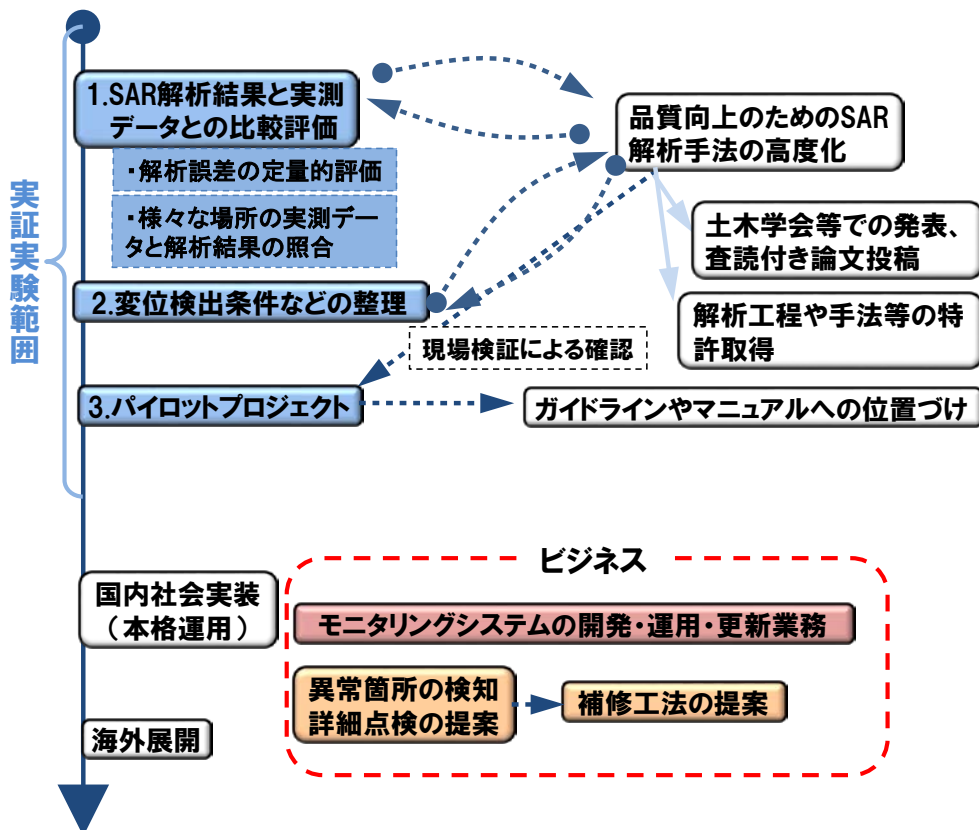 1.SAR解析結果と実測
データとの比較評価
・解析誤差の定量的評価
・様々な場所の実測デー
タと解析結果の照合
品質向上のためのSAR
解析手法の高度化
土木学会等での発表、
査読付き論文投稿
解析工程や手法等の特
許取得
実証実験範囲
2.変位検出条件などの整理
現場検証による確認
3.パイロットプロジェクト
ガイドラインやマニュアルへの位置づけ
ビジネス
国内社会実装
（本格運用）
モニタリングシステムの開発・運用・更新業務
異常箇所の検知
詳細点検の提案
補修工法の提案
海外展開